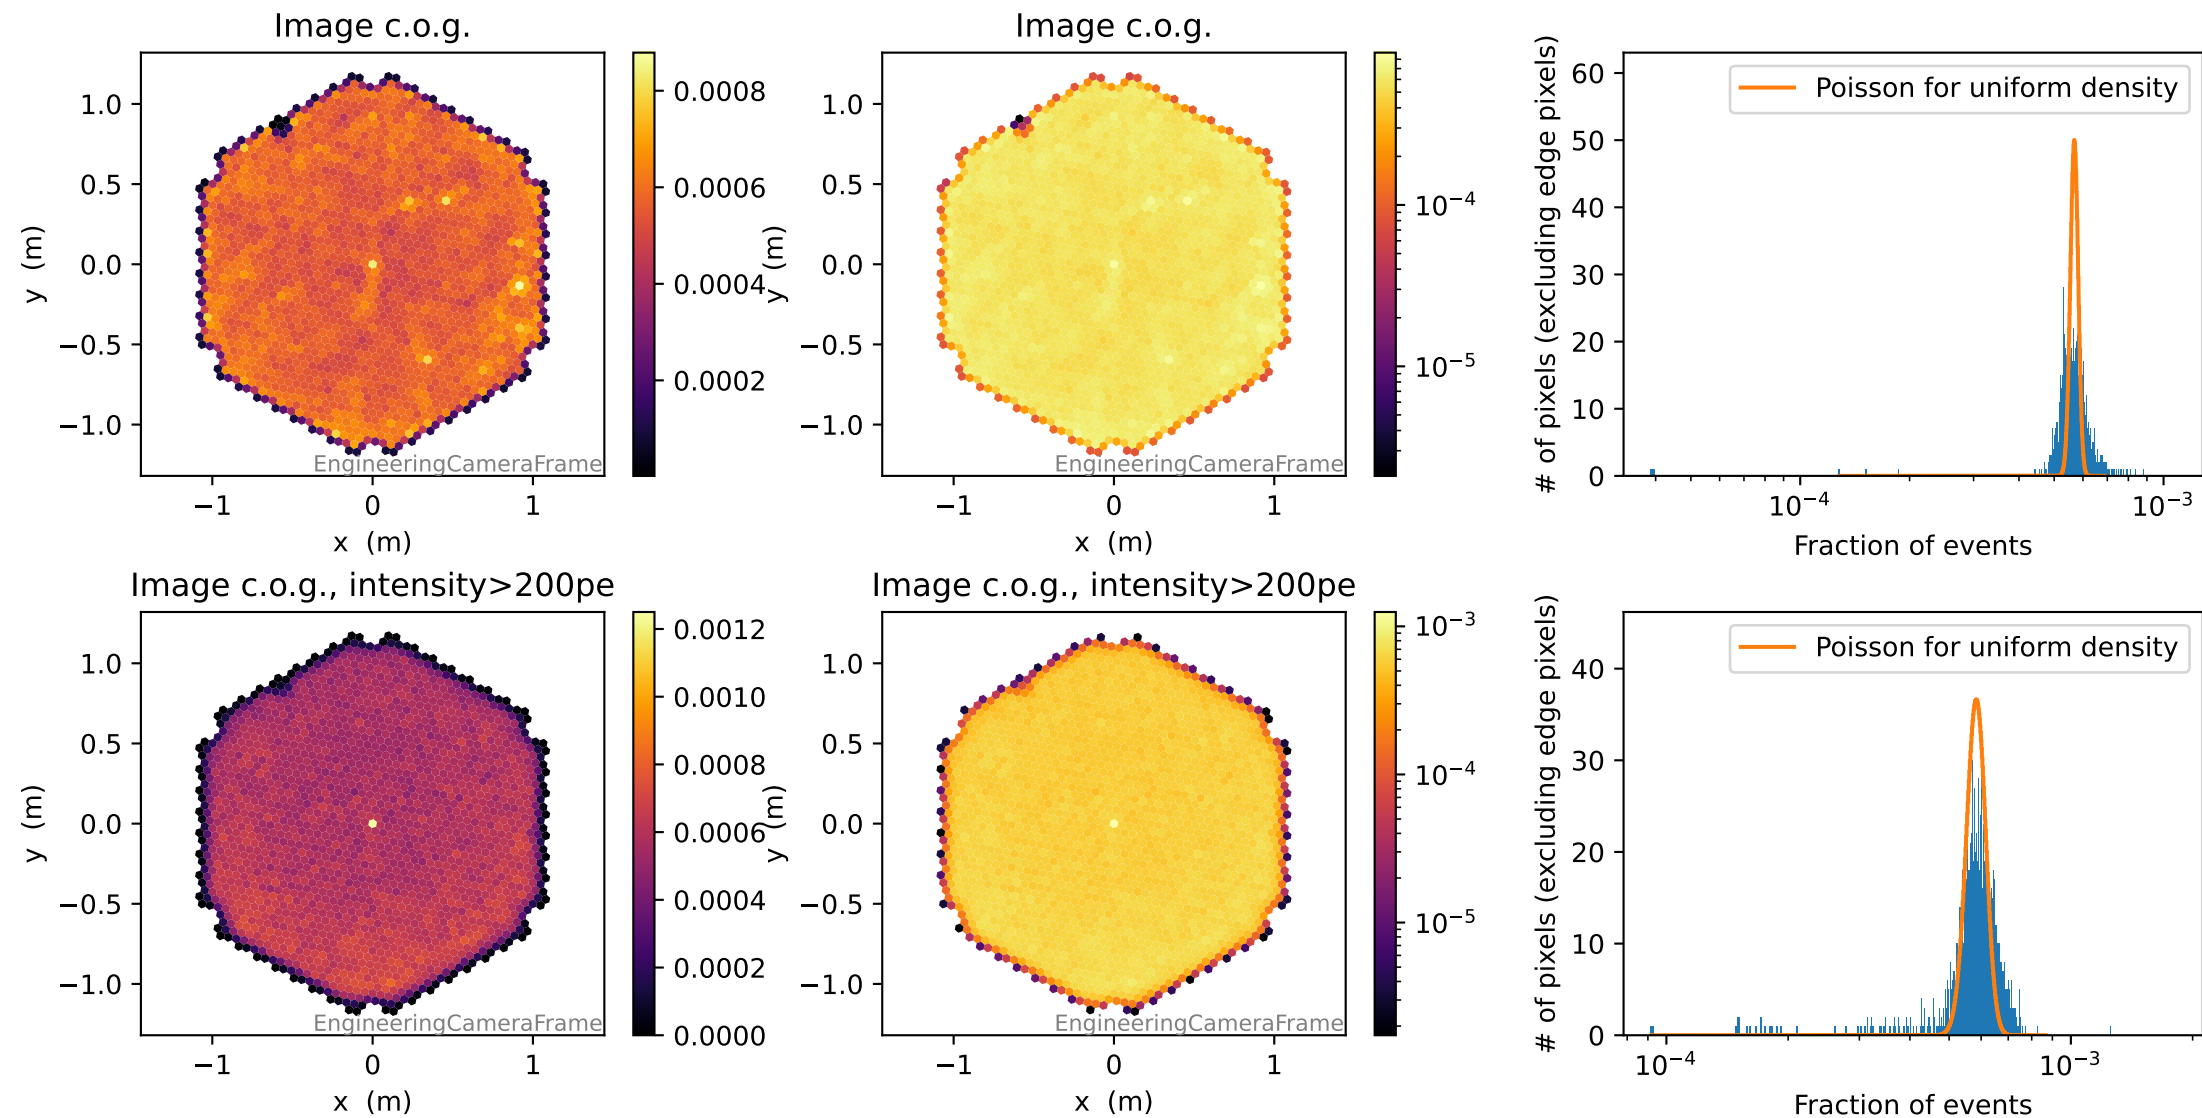 Image c.o.g.
1.0
0.5
0.0
−0.5
−1.0
y (m)
−1
0
1
x (m)
EngineeringCameraFrame
0.0008
0.0006
0.0004
0.0002
Image c.o.g.
1.0
0.5
0.0
−0.5
−1.0
y (m)
−1
0
1
x (m)
EngineeringCameraFrame
10⁻⁴
10⁻⁵
60
50
40
30
20
10
0
# of pixels (excluding edge pixels)
Poisson for uniform density
10⁻⁴
10⁻³
Fraction of events
Image c.o.g., intensity>200pe
1.0
0.5
0.0
−0.5
−1.0
y (m)
−1
0
1
x (m)
EngineeringCameraFrame
0.0012
0.0010
0.0008
0.0006
0.0004
0.0002
0.0000
Image c.o.g., intensity>200pe
1.0
0.5
0.0
−0.5
−1.0
y (m)
−1
0
1
x (m)
EngineeringCameraFrame
10⁻³
10⁻⁴
10⁻⁵
40
30
20
10
0
# of pixels (excluding edge pixels)
Poisson for uniform density
10⁻⁴
10⁻³
Fraction of events